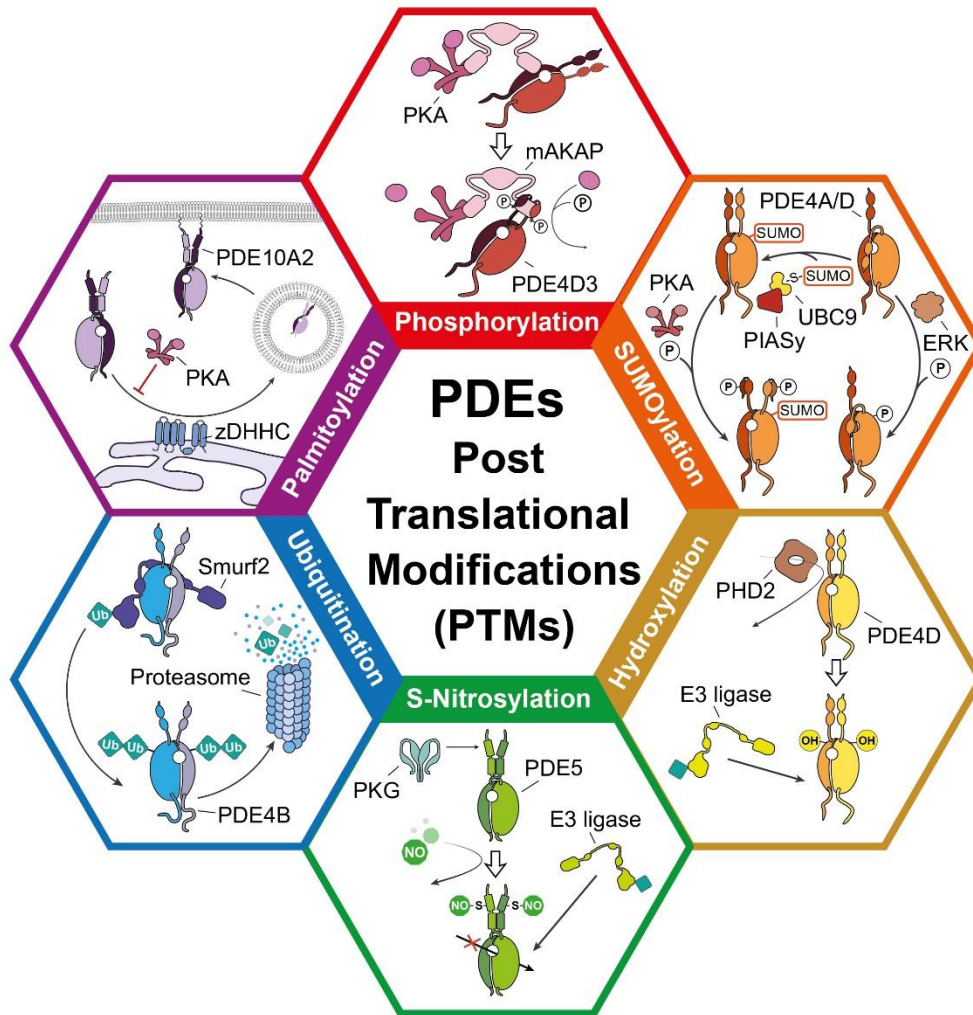 PKA
mAKAP
P
P
P
PDE4D3
Phosphorylation
PDE4A/D
SUMO
S
SUMO
PKA
UBC9
PIASy
P
ERK
P
P
P
SUMO
P
SUMOylation
PHD2
PDE4D
E3 ligase
OH
OH
Hydroxylation
S-Nitrosylation
PKG
PDE5
E3 ligase
NO
NO
S
S
NO
Ubiquitination
Smurf2
Ub
Ub
Proteasome
Ub
Ub
Ub
Ub
PDE4B
Palmitoylation
PDE10A2
PKA
zDHHC
PDEs
Post
Translational
Modifications
(PTMs)